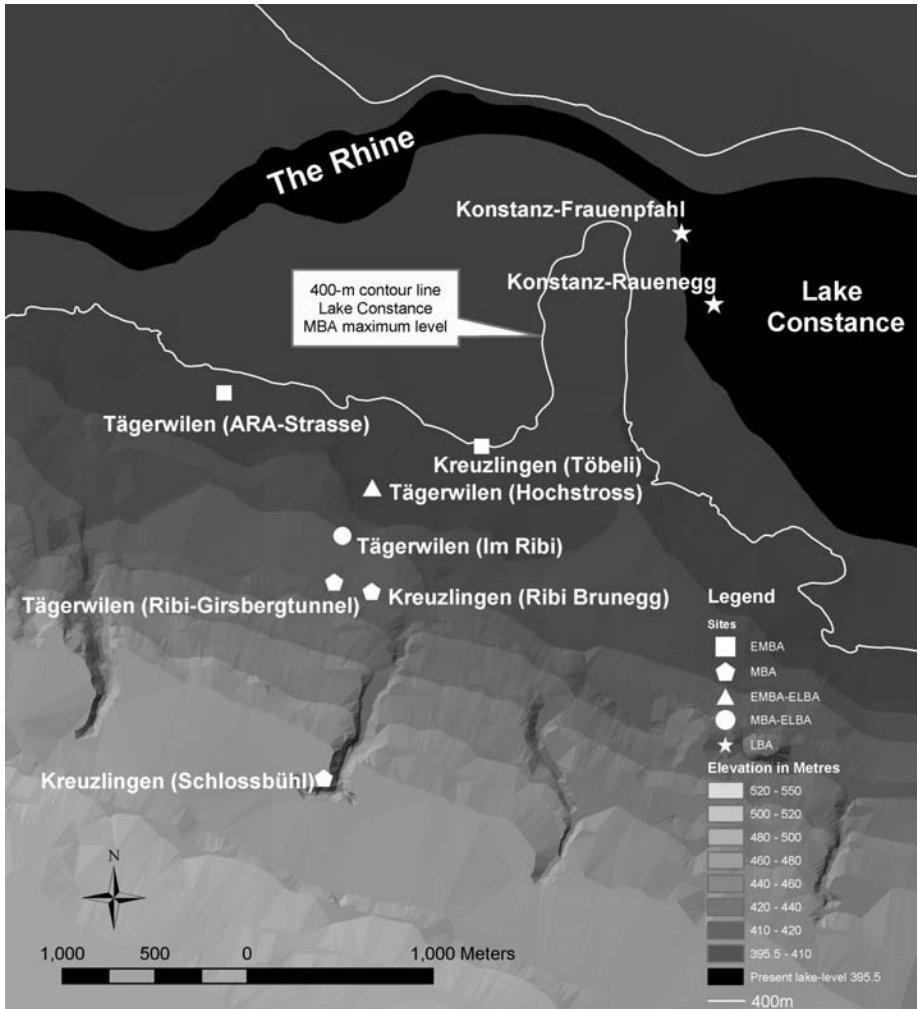 The Rhine
Konstanz-Frauenpfahl
Konstanz-Rauenegg
Lake
Constance
400-m contour line
Lake Constance
MBA maximum level
Tägerwilen (ARA-Strasse)
Kreuzlingen (Töbeli)
Tägerwilen (Hochstross)
Tägerwilen (Im Ribi)
Tägerwilen (Ribi-Girsbergtunnel)
Kreuzlingen (Ribi Brunegg)
Kreuzlingen (Schlossbühl)
Legend
Sites
EMBA
MBA
EMBA-ELBA
MBA-ELBA
LBA
Elevation in Metres
520 - 550
500 - 520
480 - 500
460 - 480
440 - 460
420 - 440
410 - 420
395.5 - 410
Present lake-level 395.5
400m
N
1,000 500 0 1,000 Meters